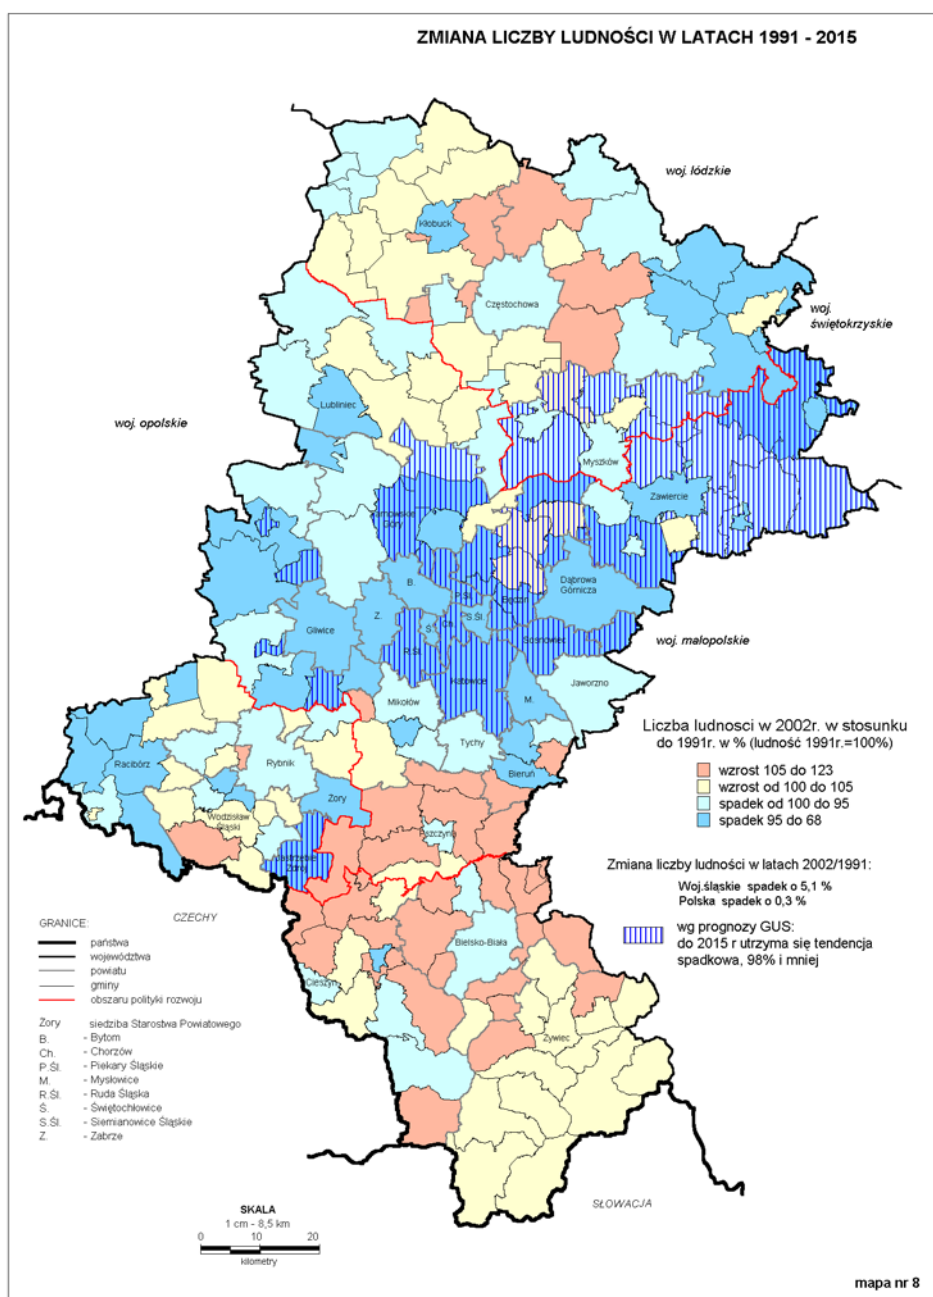 ZMIANA LICZBY LUDNOŚCI W LATACH 1991 - 2015
woj. łódzkie
Kłobuck
Częstochowa
woj.
świętokrzyskie
Lubliniec
woj. opolskie
Myszków
Zawiercie
Tarnowskie
Góry
Dąbrowa
Górnicza
B.
P.Śl.
Będzin
Z.
Gliwice
Ś.
Ch.
S.Śl.
Sosnowiec
woj. małopolskie
R.Śl.
Katowice
Jaworzno
M.
Mikołów
Tychy
Racibórz
Rybnik
Bieruń
Żory
Wodzisław
Śląski
Pszczyna
Jastrzębie
Zdrój
Liczba ludnosci w 2002r. w stosunku
do 1991r. w % (ludność 1991r.=100%)
wzrost 105 do 123
wzrost od 100 do 105
spadek od 100 do 95
spadek 95 do 68
Zmiana liczby ludności w latach 2002/1991:
Woj.śląskie spadek o 5,1 %
Polska spadek o 0,3 %
wg prognozy GUS:
do 2015 r utrzyma się tendencja
spadkowa, 98% i mniej
CZECHY
Bielsko-Biała
Cieszyn
Żywiec
GRANICE:
państwa
województwa
powiatu
gminy
obszaru polityki rozwoju
Żory siedziba Starostwa Powiatowego
B. - Bytom
Ch. - Chorzów
P.Śl. - Piekary Śląskie
M. - Mysłowice
R.Śl. - Ruda Śląska
Ś. - Świętochłowice
S.Śl. - Siemianowice Śląskie
Z. - Zabrze
SŁOWACJA
SKALA
1 cm - 8,5 km
0 10 20
kilometry
mapa nr 8